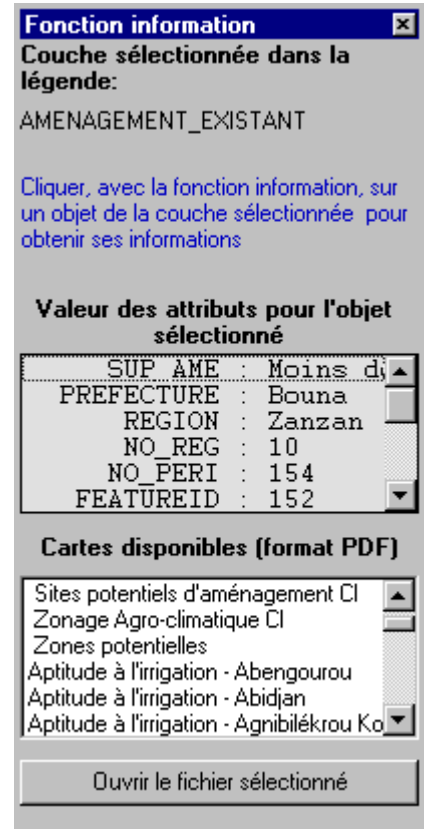 Fonction information
Couche sélectionnée dans la
légende:
AMENAGEMENT_EXISTANT
Cliquer, avec la fonction information, sur
un objet de la couche sélectionnée pour
obtenir ses informations
Valeur des attributs pour l'objet
sélectionné
SUP_AME : Moins d
PREFECTURE : Bouna
REGION : Zanzan
NO_REG : 10
NO_PERI : 154
FEATUREID : 152
Cartes disponibles (format PDF)
Sites potentiels d'aménagement CI
Zonage Agro-climatique CI
Zones potentielles
Aptitude à l'irrigation - Abengourou
Aptitude à l'irrigation - Abidjan
Aptitude à l'irrigation - Agnibilékrou Ko
Ouvrir le fichier sélectionné